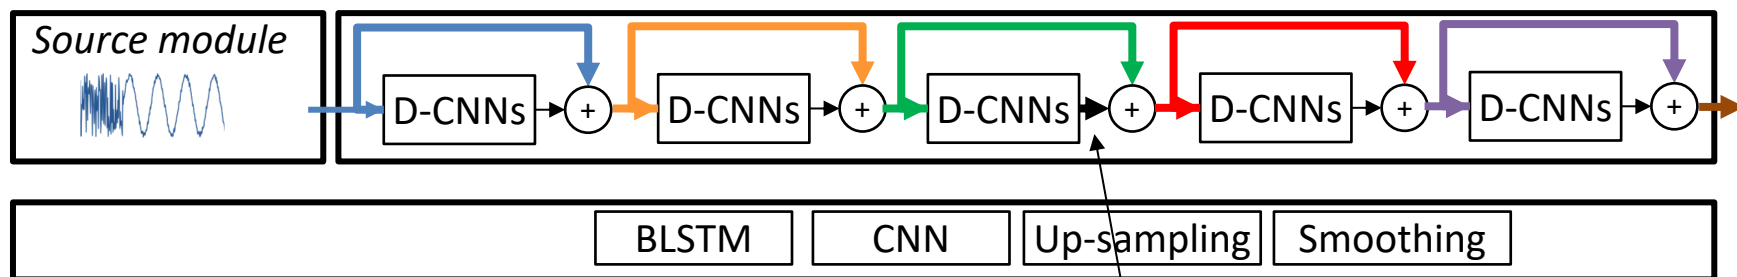 Source module
D-CNNs + D-CNNs + D-CNNs + D-CNNs + D-CNNs +
BLSTM CNN Up-sampling Smoothing